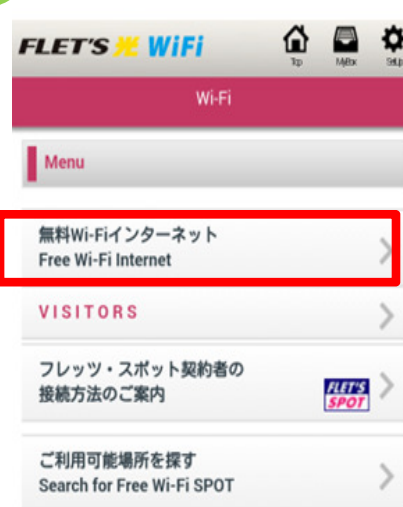 FLET'S 光 WiFi
Top
MyBox
SetUp
Wi-Fi
Menu
無料Wi-Fiインターネット
Free Wi-Fi Internet
VISITORS
フレッツ・スポット契約者の
接続方法のご案内
FLET'S
SPOT
ご利用可能場所を探す
Search for Free Wi-Fi SPOT